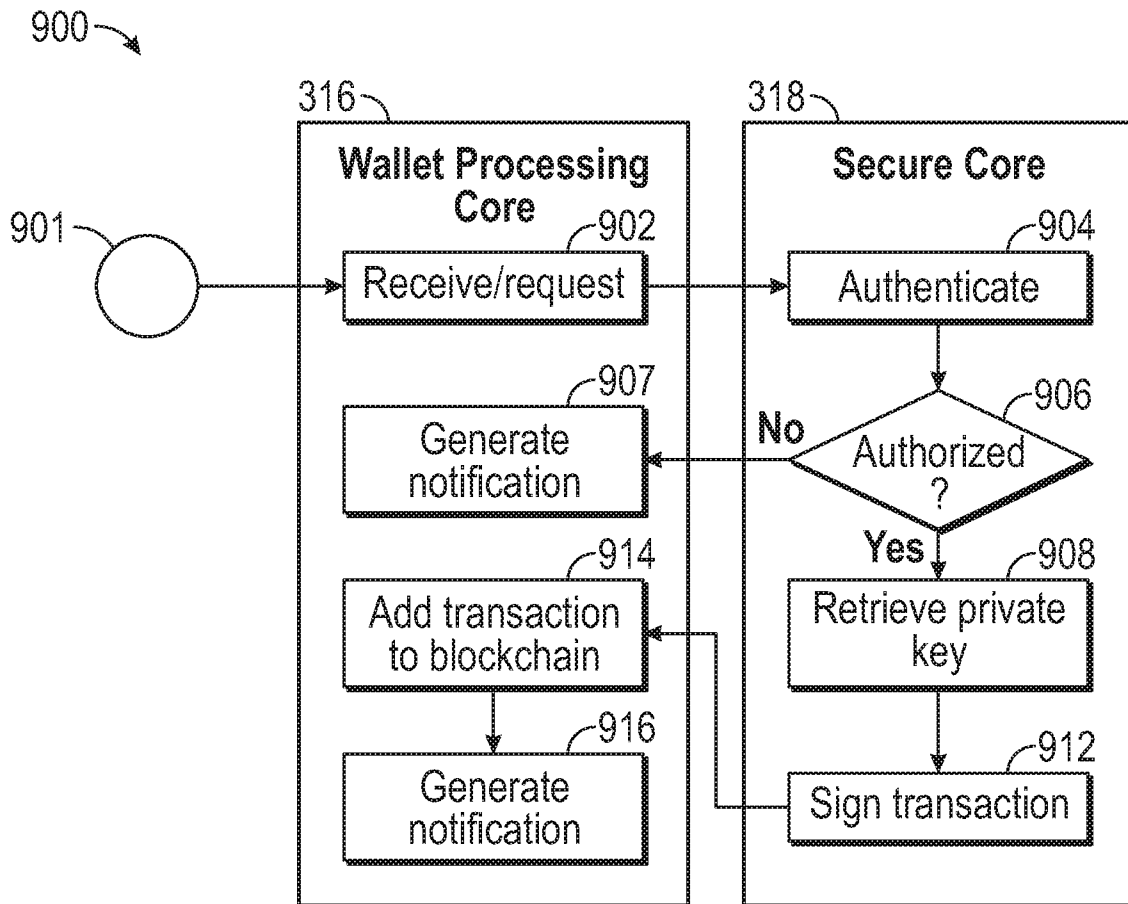 900
316
318
Wallet Processing
Core
Secure Core
901
902
904
Receive/request
Authenticate
907
906
Generate
notification
No
Authorized
?
Yes
914
908
Add transaction
to blockchain
Retrieve private
key
916
912
Generate
notification
Sign transaction